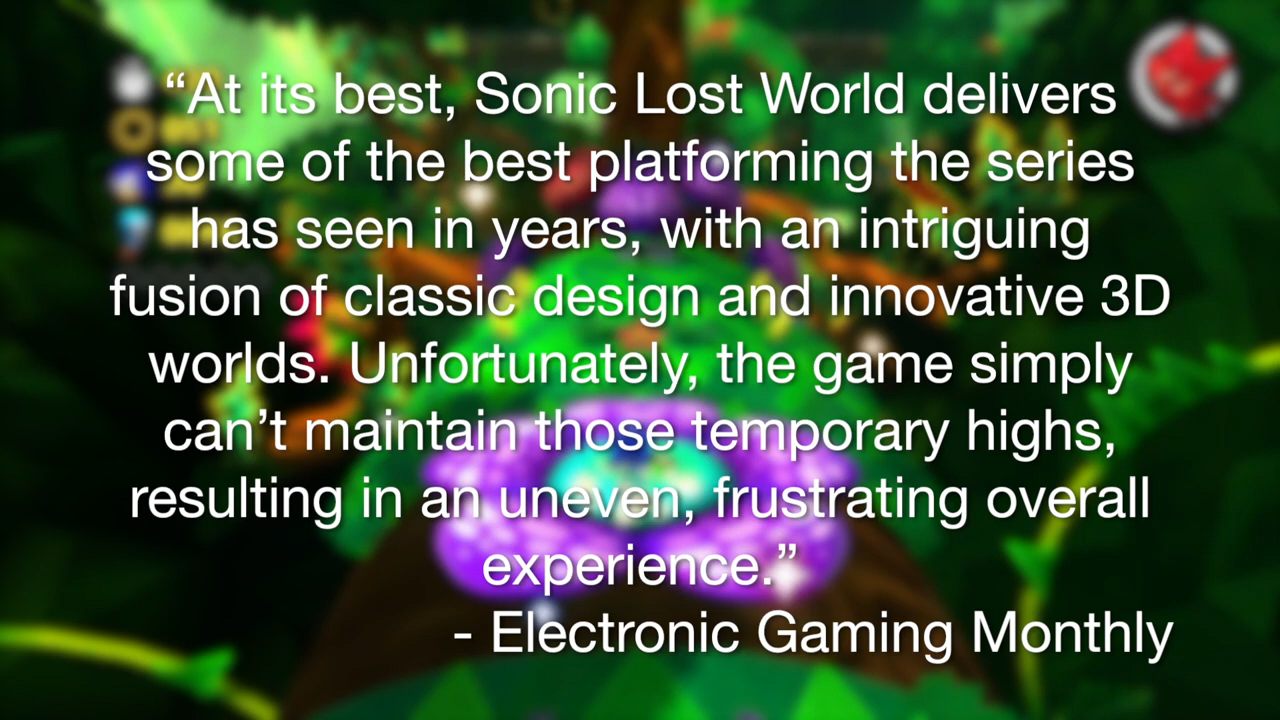 “At its best, Sonic Lost World delivers
some of the best platforming the series
has seen in years, with an intriguing
fusion of classic design and innovative 3D
worlds. Unfortunately, the game simply
can’t maintain those temporary highs,
resulting in an uneven, frustrating overall
experience.”
- Electronic Gaming Monthly